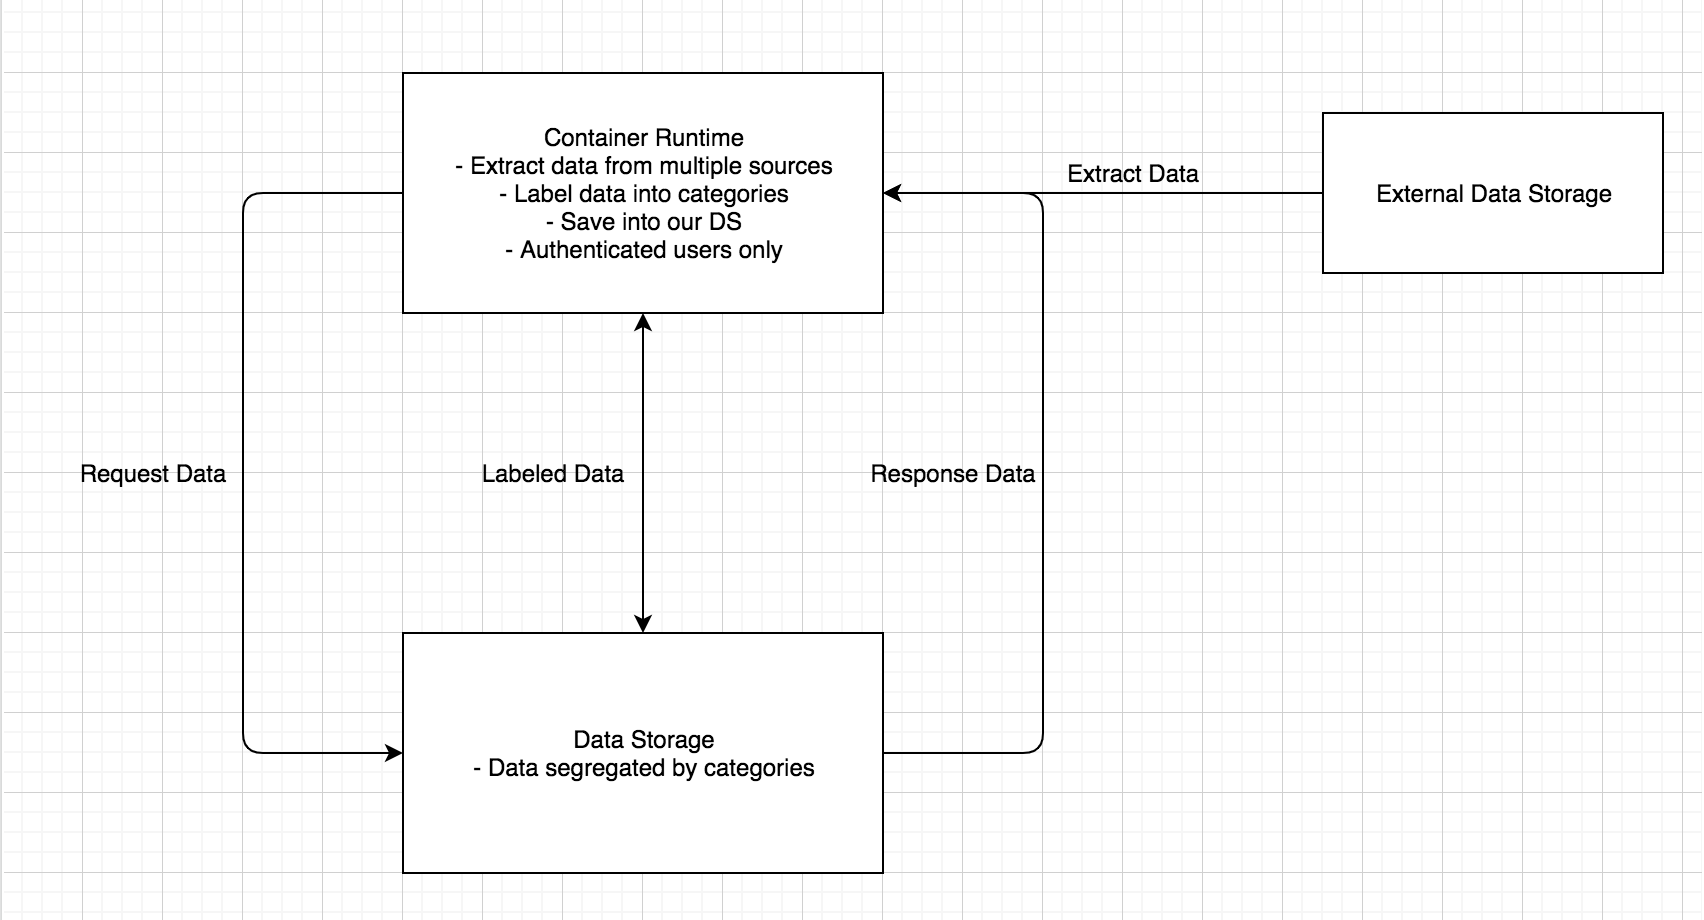 Container Runtime
- Extract data from multiple sources
- Label data into categories
- Save into our DS
- Authenticated users only
Extract Data
External Data Storage
Request Data
Labeled Data
Response Data
Data Storage
- Data segregated by categories